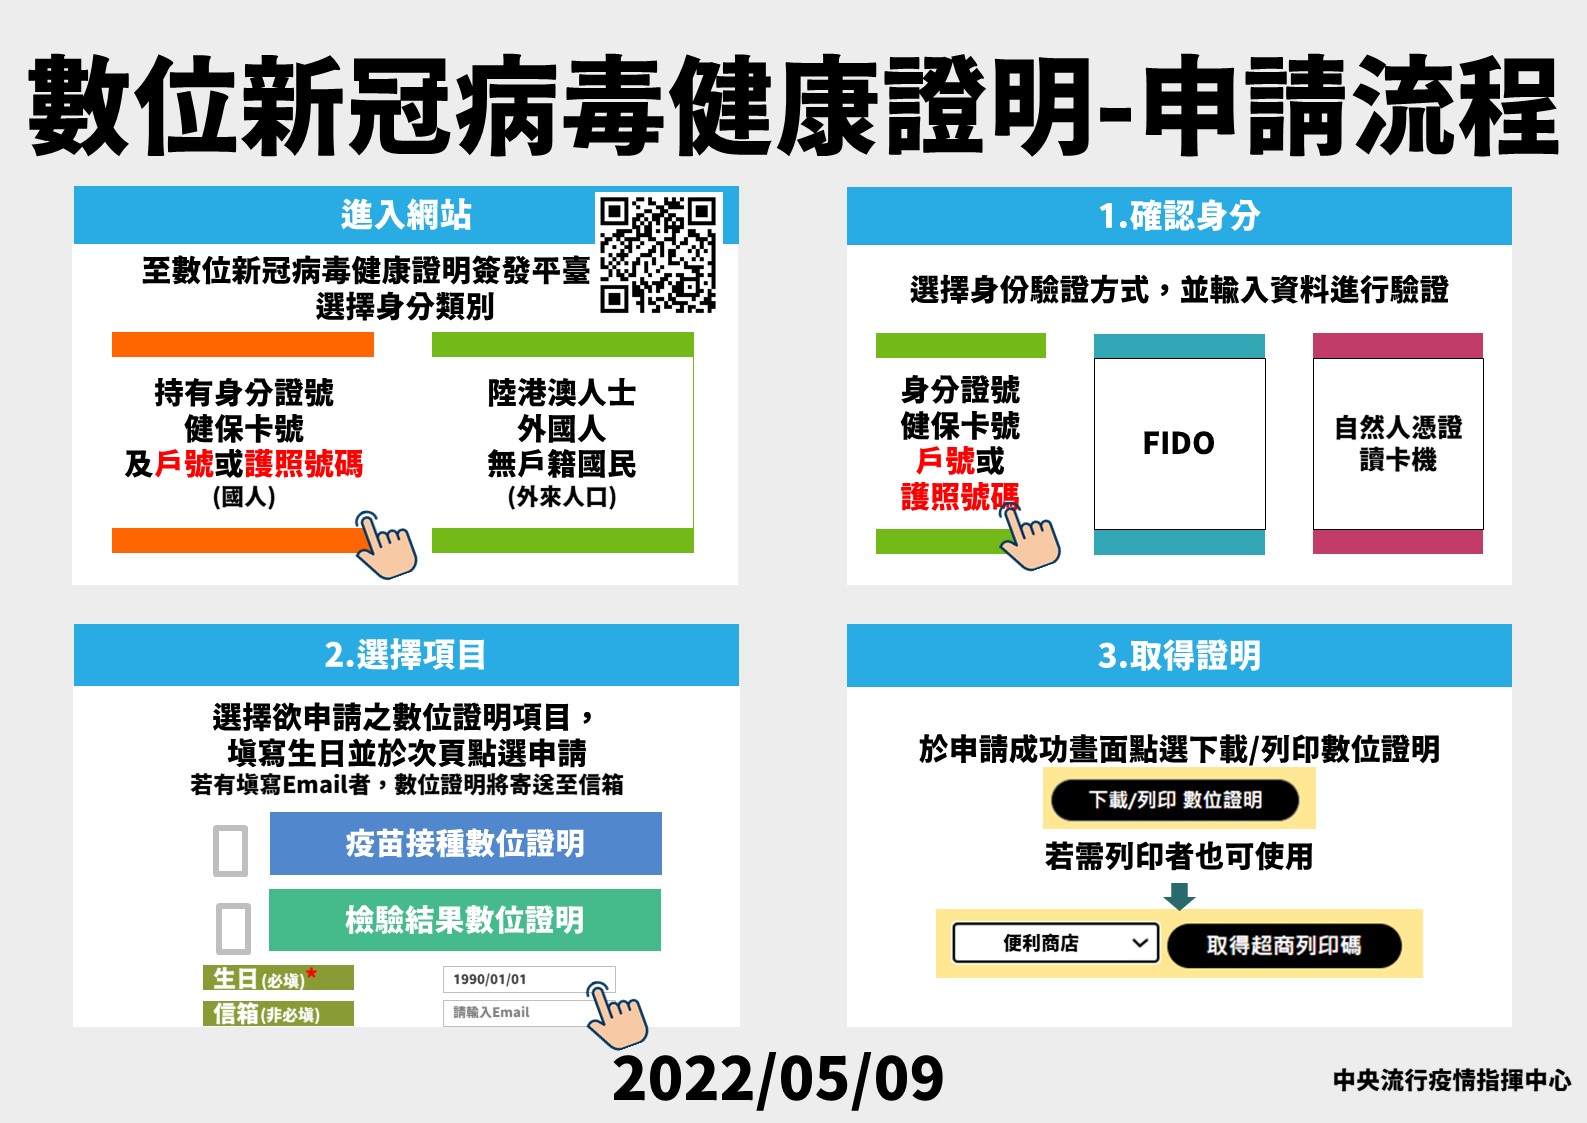 數位新冠病毒健康證明-申請流程
進入網站
至數位新冠病毒健康證明簽發平臺
選擇身分類別
持有身分證號
健保卡號
及戶號或護照號碼
(國人)
陸港澳人士
外國人
無戶籍國民
(外來人口)
1.確認身分
選擇身份驗證方式，並輸入資料進行驗證
身分證號
健保卡號
戶號或
護照號碼
FIDO
自然人憑證
讀卡機
2.選擇項目
選擇欲申請之數位證明項目，
填寫生日並於次頁點選申請
若有填寫Email者，數位證明將寄送至信箱
疫苗接種數位證明
檢驗結果數位證明
生日(必填)*
1990/01/01
信箱(非必填)
請輸入Email
3.取得證明
於申請成功畫面點選下載/列印數位證明
下載/列印 數位證明
若需列印者也可使用
便利商店
取得超商列印碼
2022/05/09
中央流行疫情指揮中心